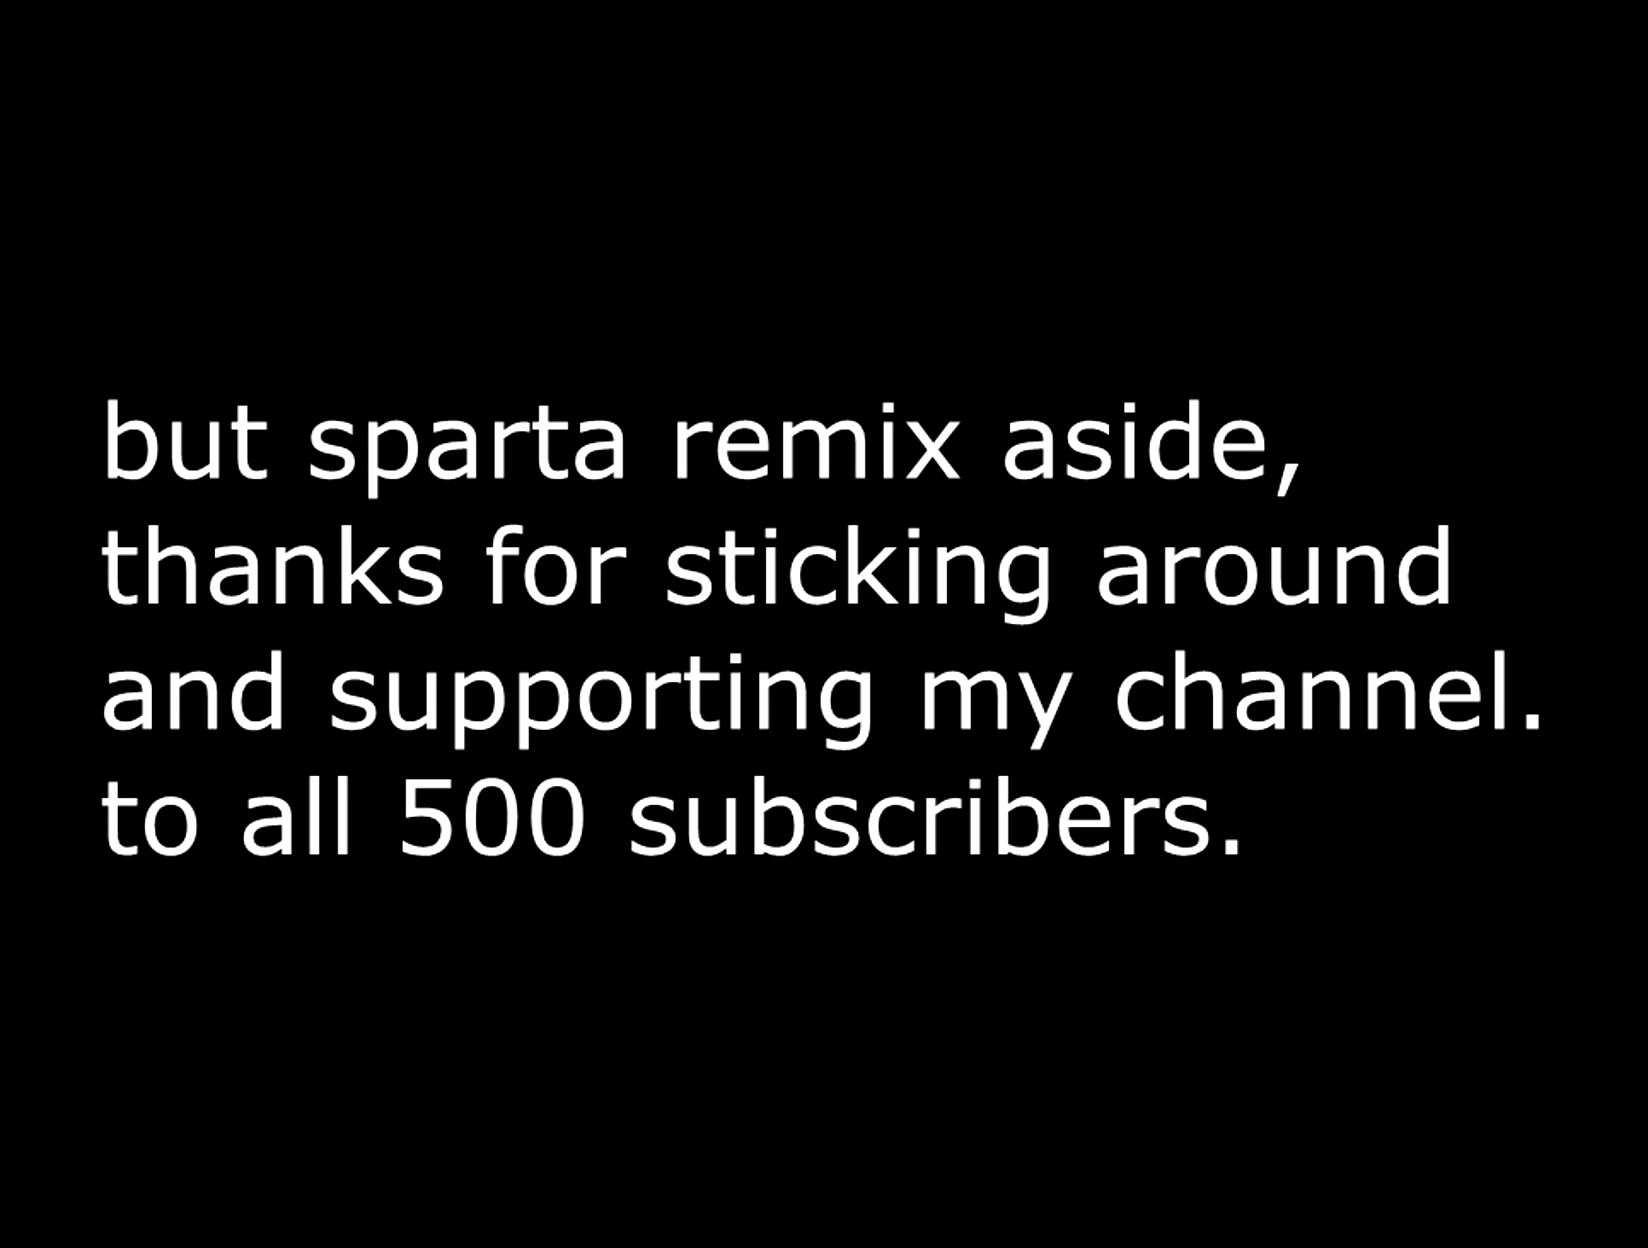 but sparta remix aside,
thanks for sticking around
and supporting my channel.
to all 500 subscribers.